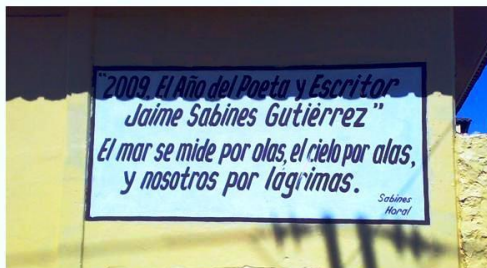 "2009. El Año del Poeta y Escritor
Jaime Sabines Gutiérrez"
El mar se mide por olas, el cielo por alas,
y nosotros por lágrimas.
Sabines
Horal